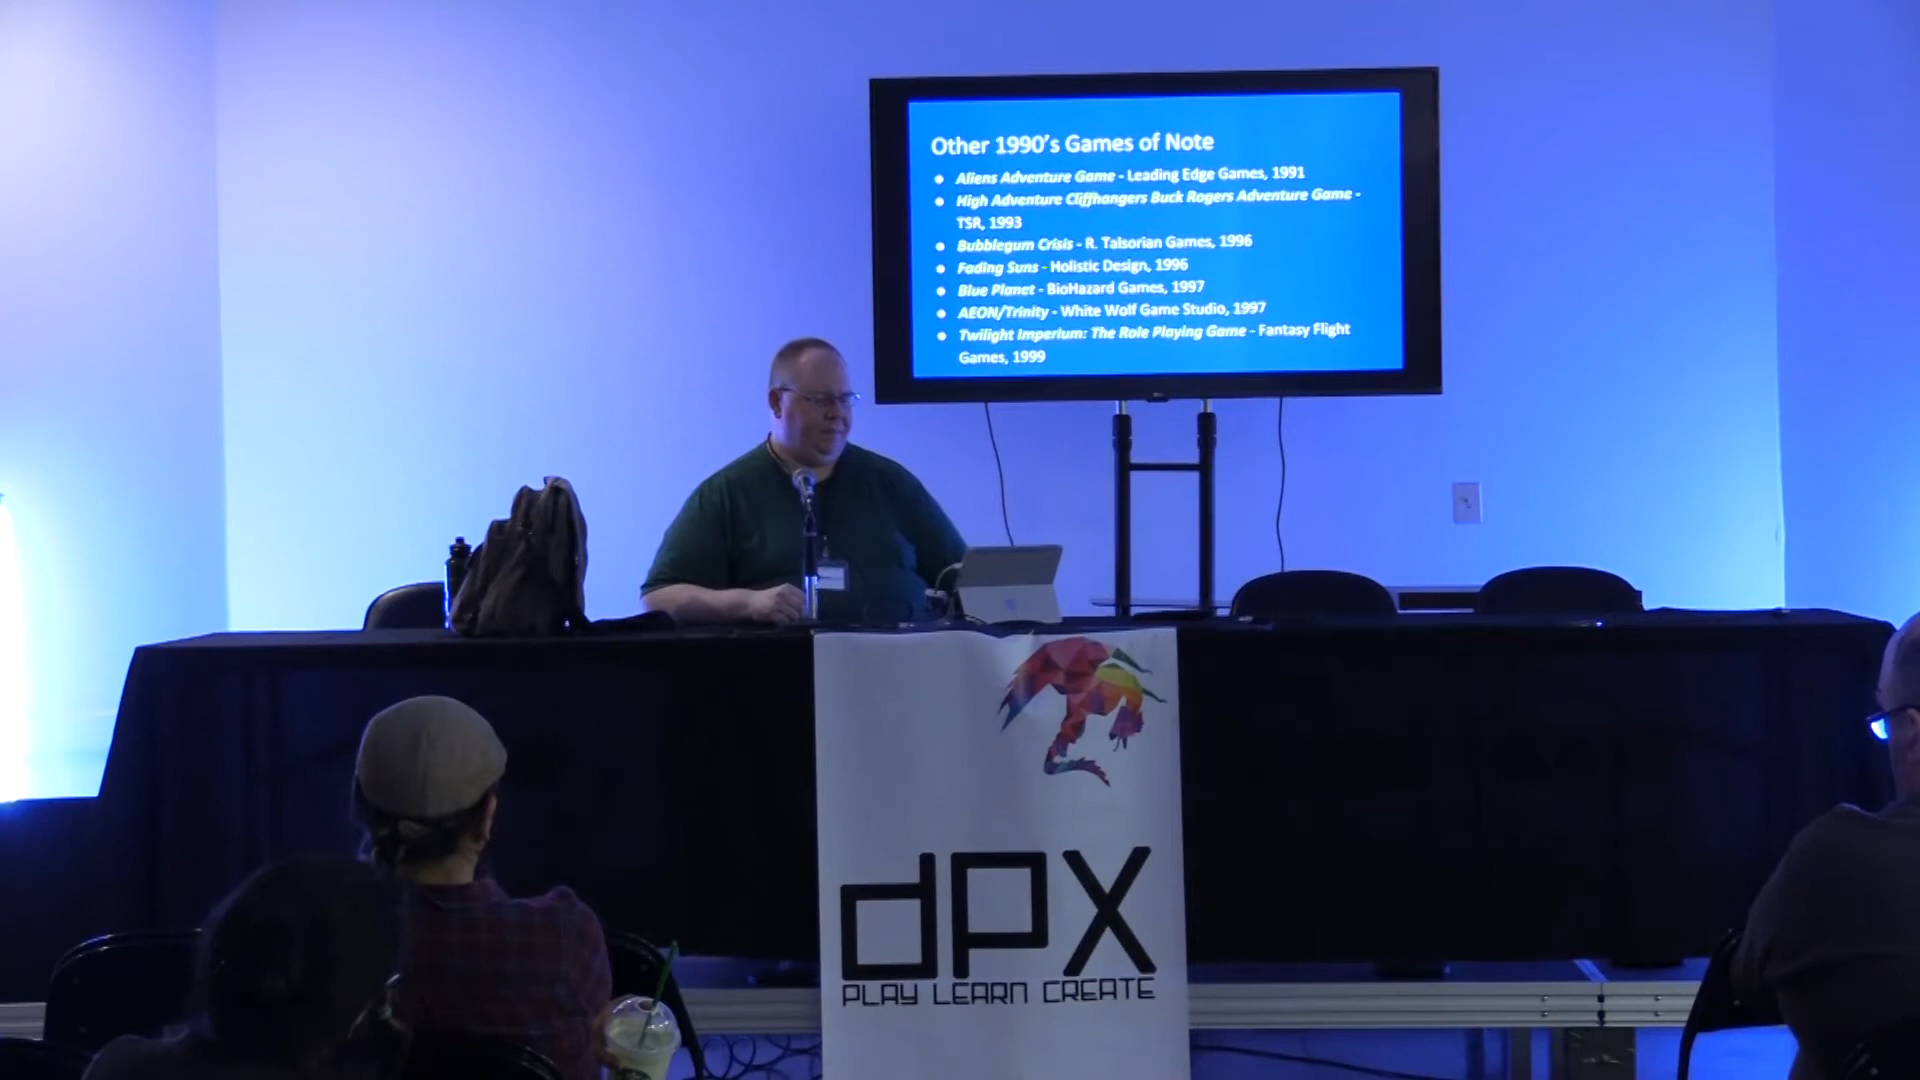 Other 1990's Games of Note
● Aliens Adventure Game - Leading Edge Games, 1991
● High Adventure Cliffhangers Buck Rogers Adventure Game -
TSR, 1993
● Bubblegum Crisis - R. Talsorian Games, 1996
● Fading Suns - Holistic Design, 1996
● Blue Planet - BioHazard Games, 1997
● AEON/Trinity - White Wolf Game Studio, 1997
● Twilight Imperium: The Role Playing Game - Fantasy Flight
Games, 1999
dPX
PLAY LEARN CREATE